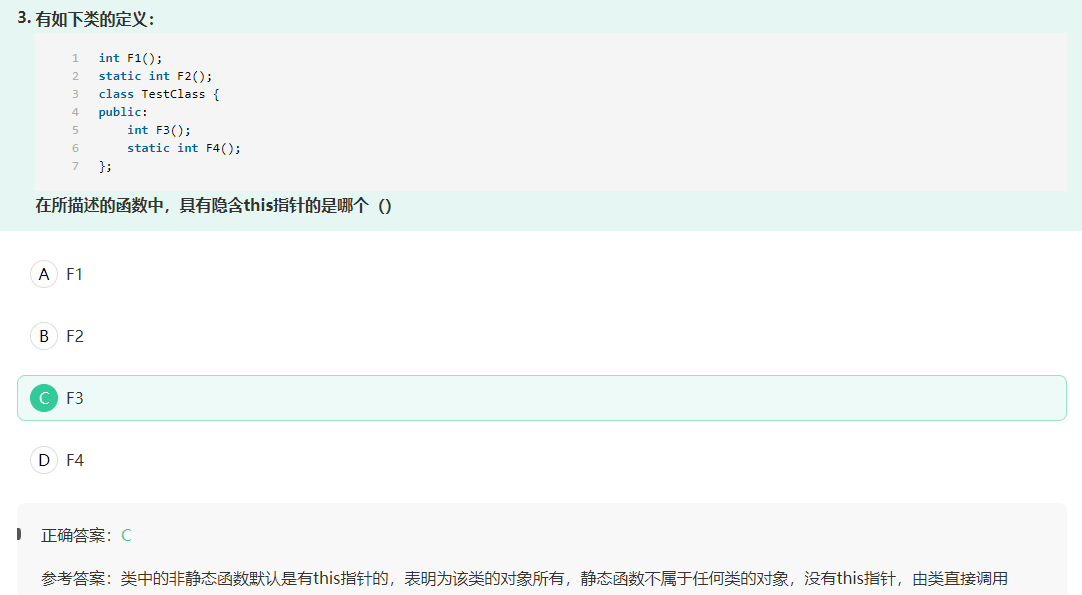 3. 有如下类的定义：
1 int F1();
2 static int F2();
3 class TestClass {
4 public:
5 int F3();
6 static int F4();
7 };
在所描述的函数中，具有隐含this指针的是哪个（）
A F1
B F2
C F3
D F4
正确答案：C
参考答案：类中的非静态函数默认是有this指针的，表明为该类的对象所有，静态函数不属于任何类的对象，没有this指针，由类直接调用